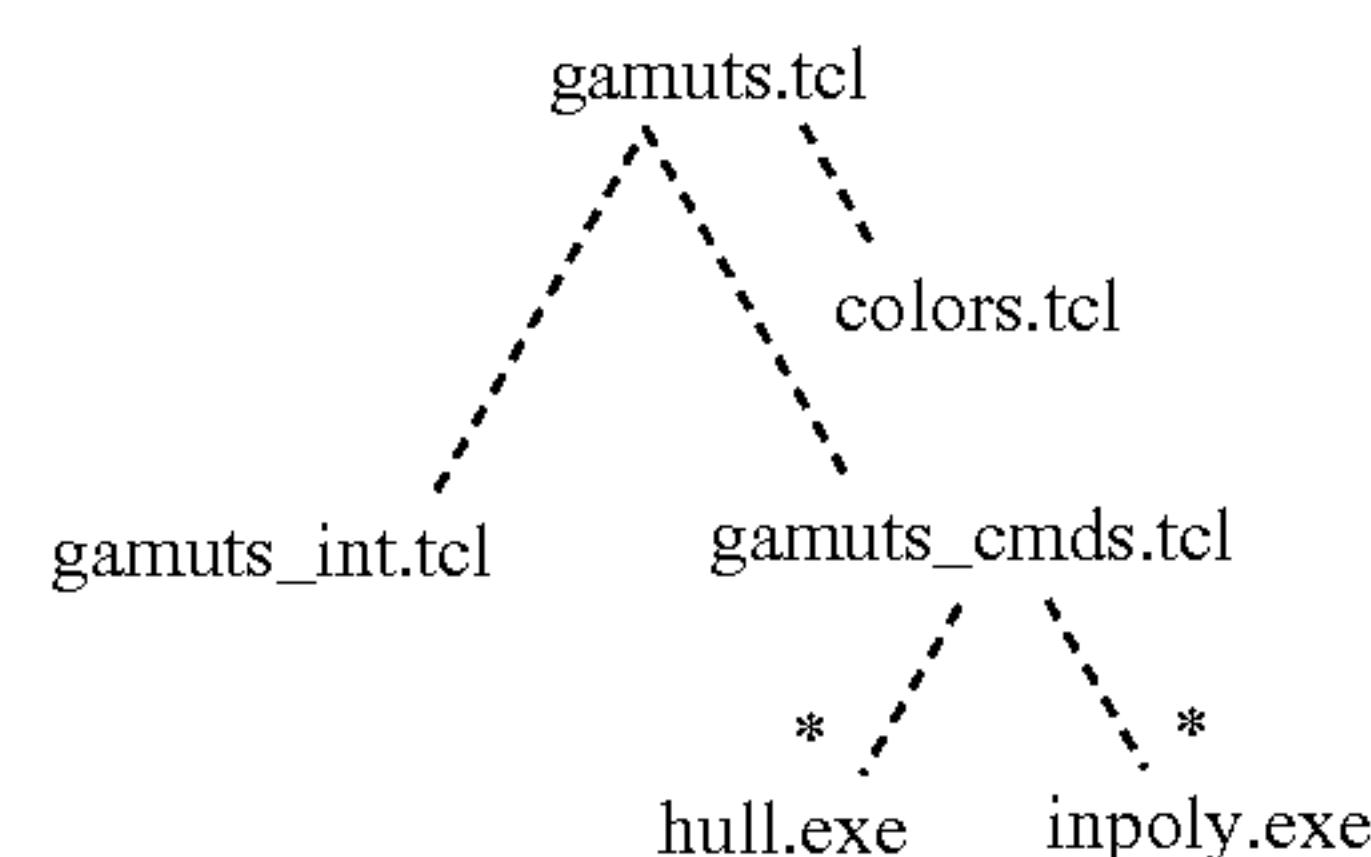 gamuts.tcl
colors.tcl
gamuts_int.tcl
gamuts_cmds.tcl
* *
hull.exe
inpoly.exe